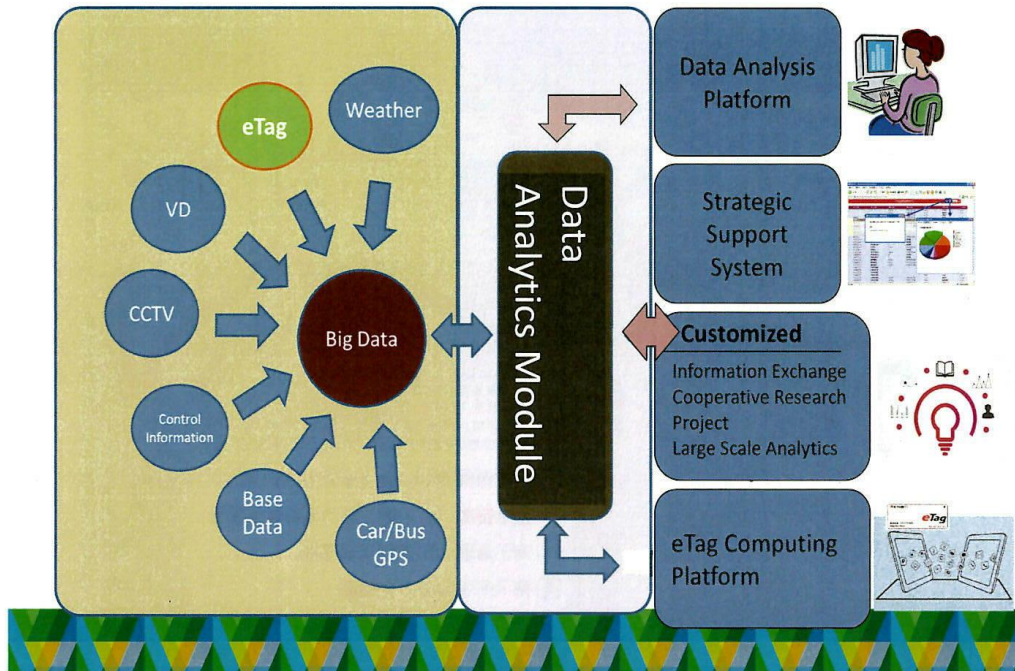 Weather
eTag
VD
CCTV
Control
Information
Base
Data
Car/Bus
GPS
Big Data
Data
Analytics Module
Data Analysis
Platform
Strategic
Support
System
Customized
Information Exchange
Cooperative Research
Project
Large Scale Analytics
eTag Computing
Platform
eTag